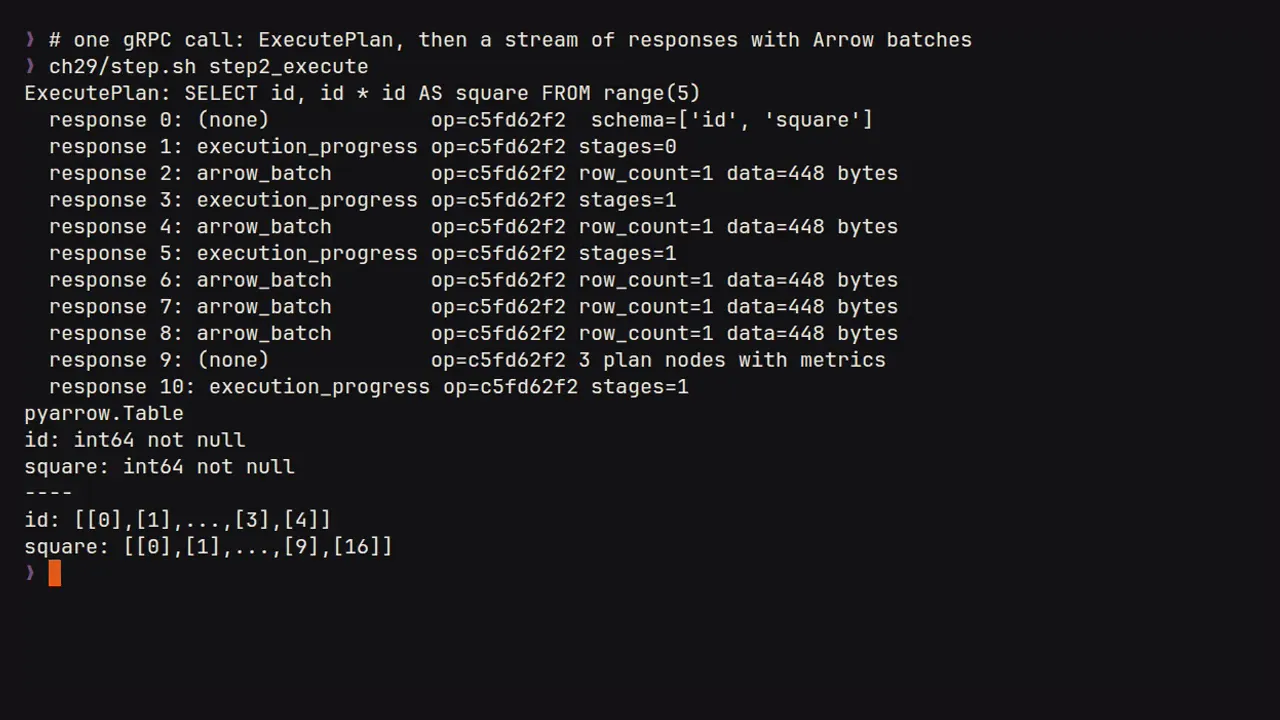 ❯ # one gRPC call: ExecutePlan, then a stream of responses with Arrow batches
❯ ch29/step.sh step2_execute
ExecutePlan: SELECT id, id * id AS square FROM range(5)
  response 0: (none)             op=c5fd62f2  schema=['id', 'square']
  response 1: execution_progress op=c5fd62f2 stages=0
  response 2: arrow_batch        op=c5fd62f2 row_count=1 data=448 bytes
  response 3: execution_progress op=c5fd62f2 stages=1
  response 4: arrow_batch        op=c5fd62f2 row_count=1 data=448 bytes
  response 5: execution_progress op=c5fd62f2 stages=1
  response 6: arrow_batch        op=c5fd62f2 row_count=1 data=448 bytes
  response 7: arrow_batch        op=c5fd62f2 row_count=1 data=448 bytes
  response 8: arrow_batch        op=c5fd62f2 row_count=1 data=448 bytes
  response 9: (none)             op=c5fd62f2 3 plan nodes with metrics
  response 10: execution_progress op=c5fd62f2 stages=1
pyarrow.Table
id: int64 not null
square: int64 not null
----
id: [[0],[1],...,[3],[4]]
square: [[0],[1],...,[9],[16]]
❯